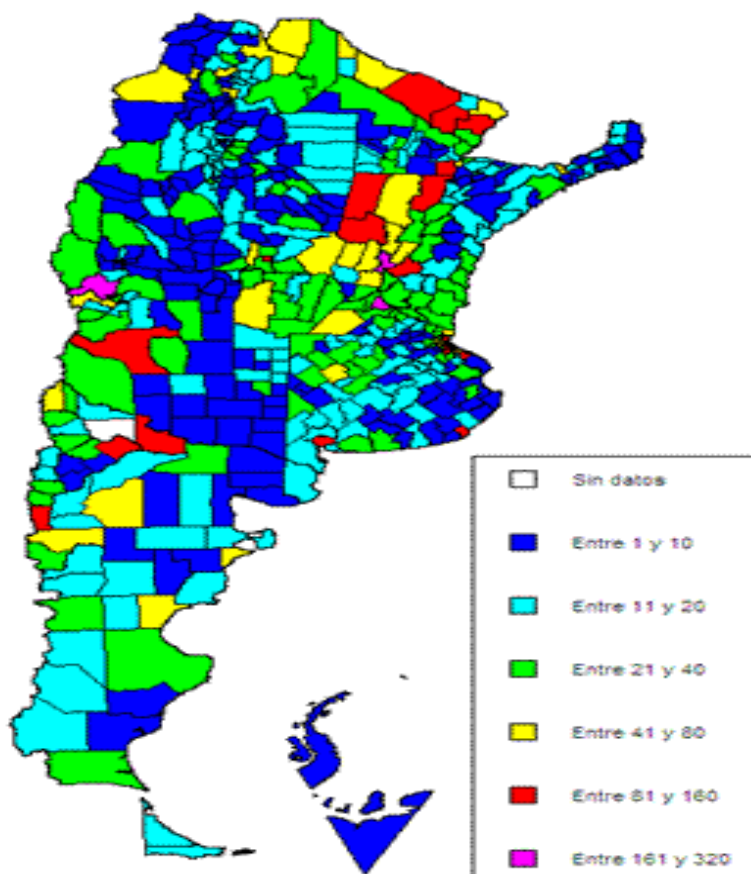 Sin datos
Entre 1 y 10
Entre 11 y 20
Entre 21 y 40
Entre 41 y 80
Entre 81 y 160
Entre 161 y 320